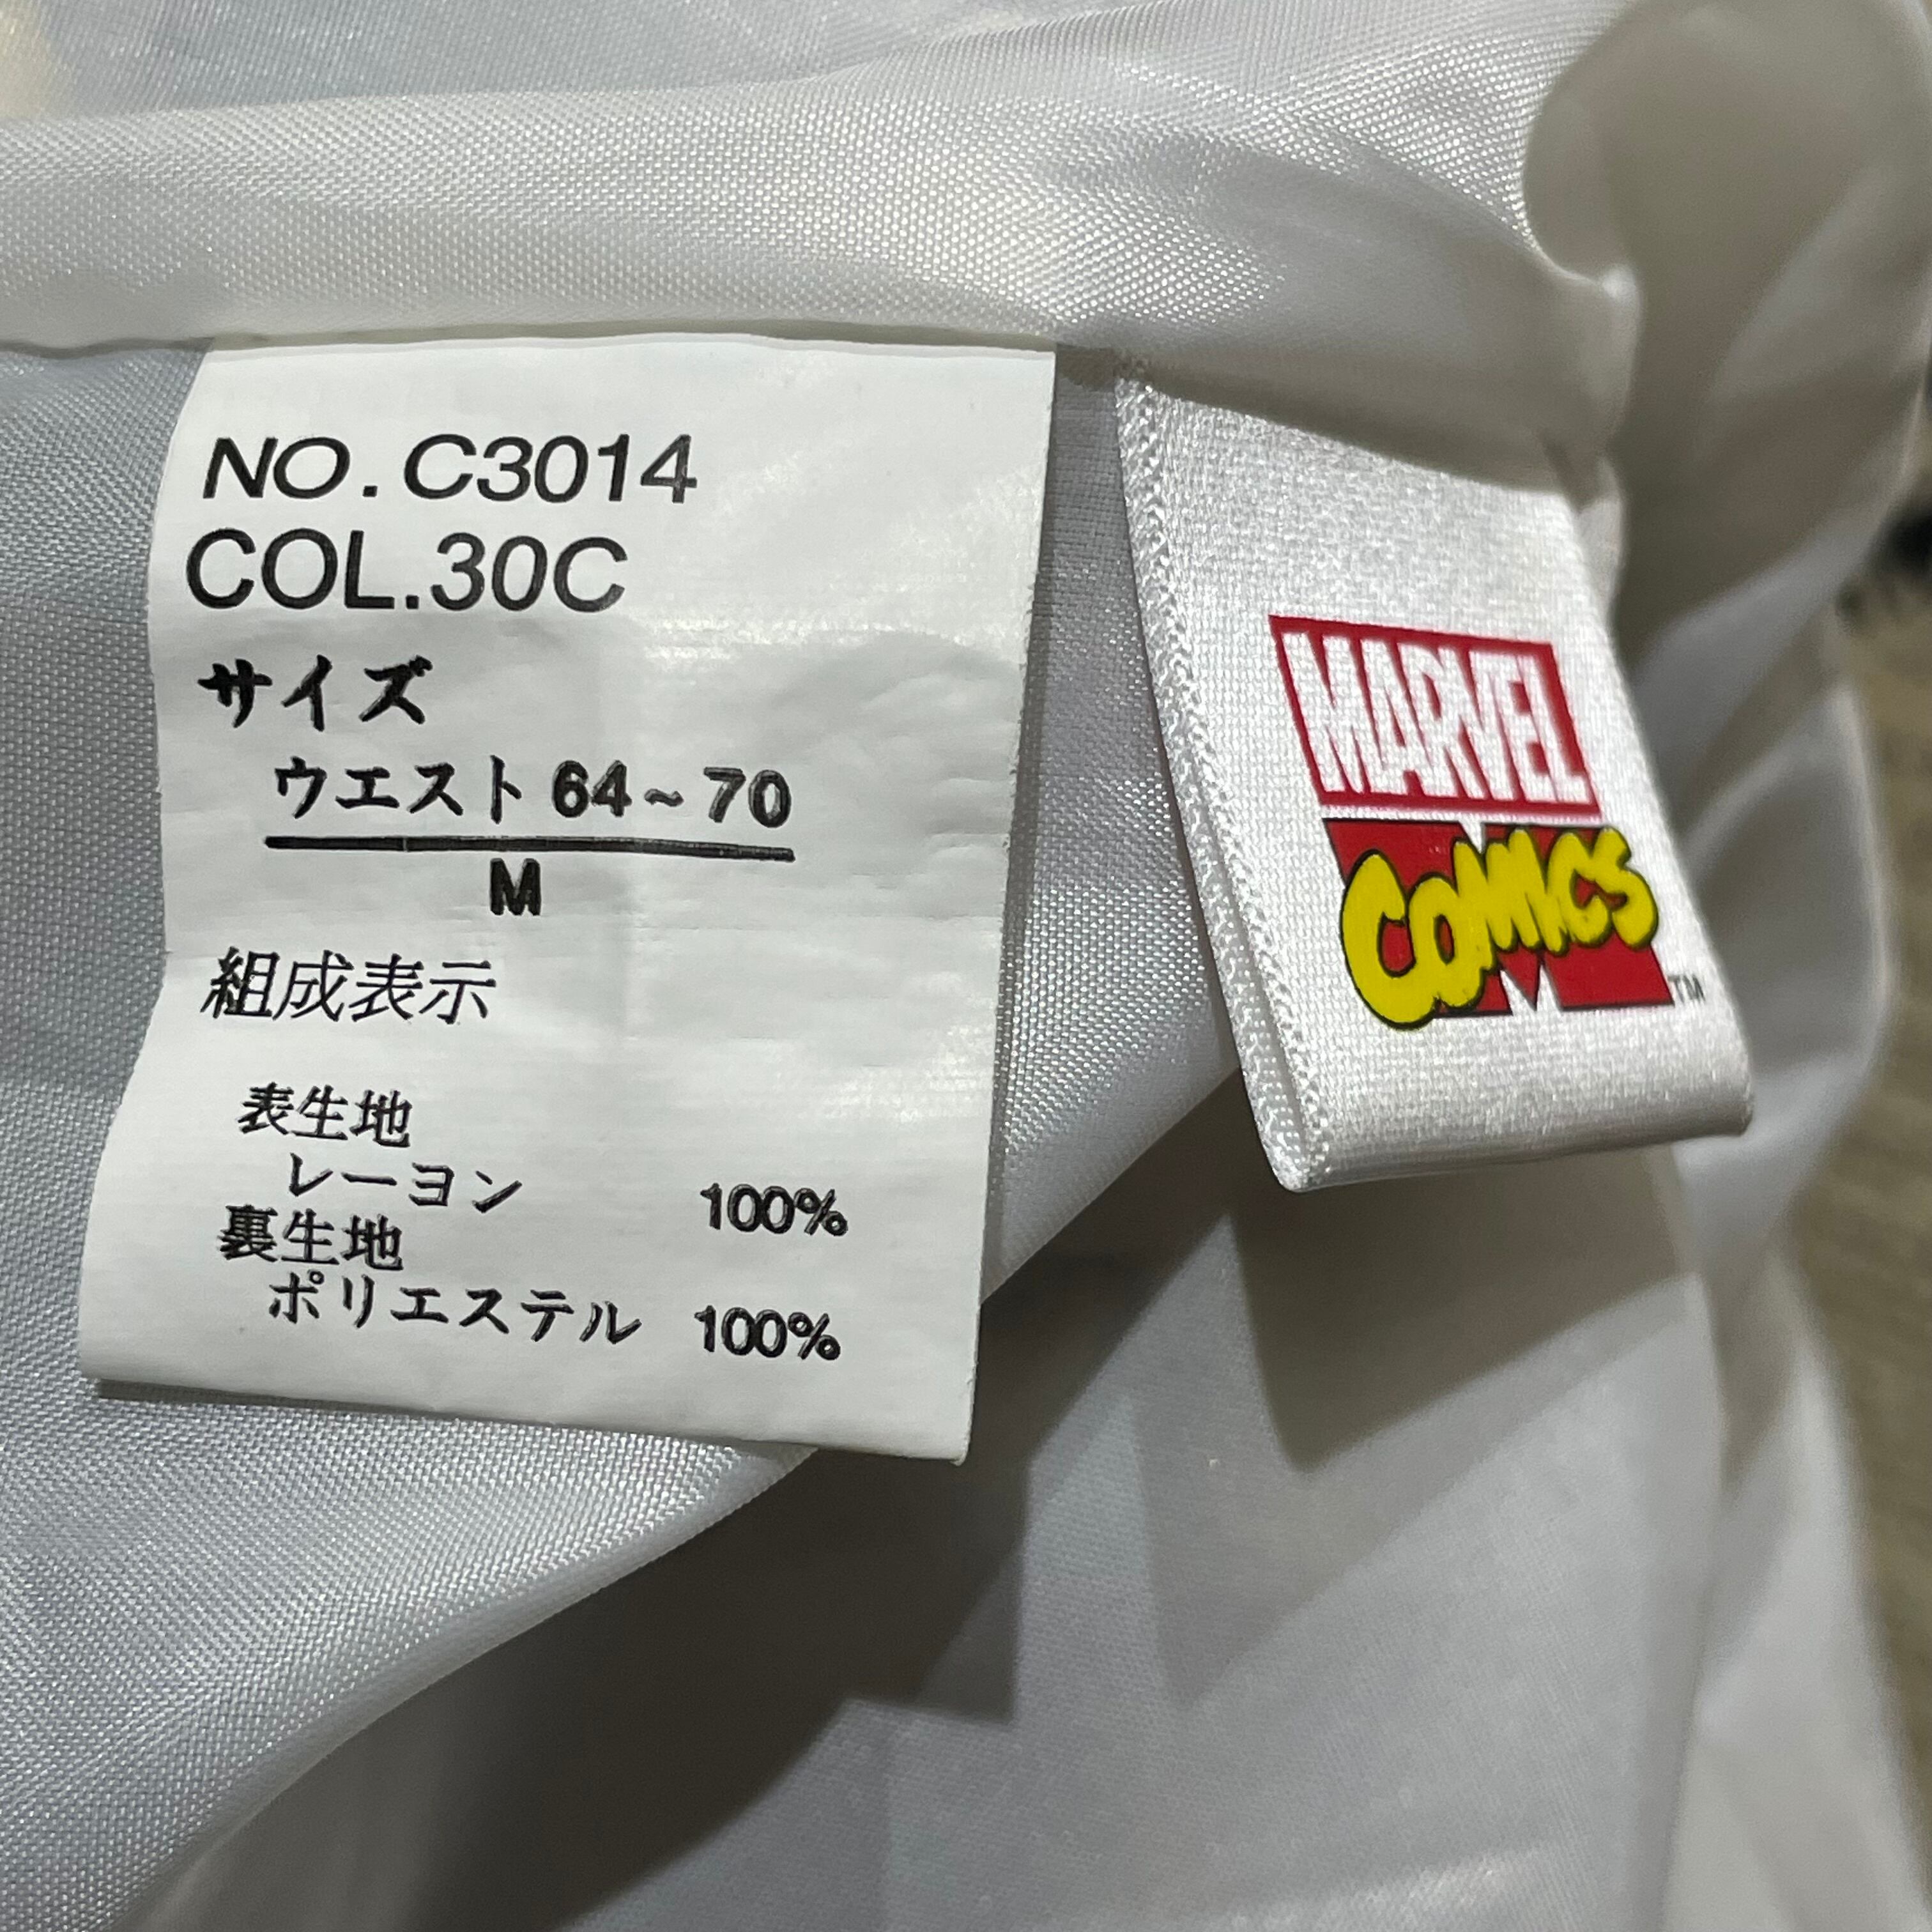 NO.C3014
COL.30C
サイズ
ウエスト 64~70
M
組成表示
表生地
レーヨン 100%
裏生地
ポリエステル 100%
MARVEL
COMICS
TM